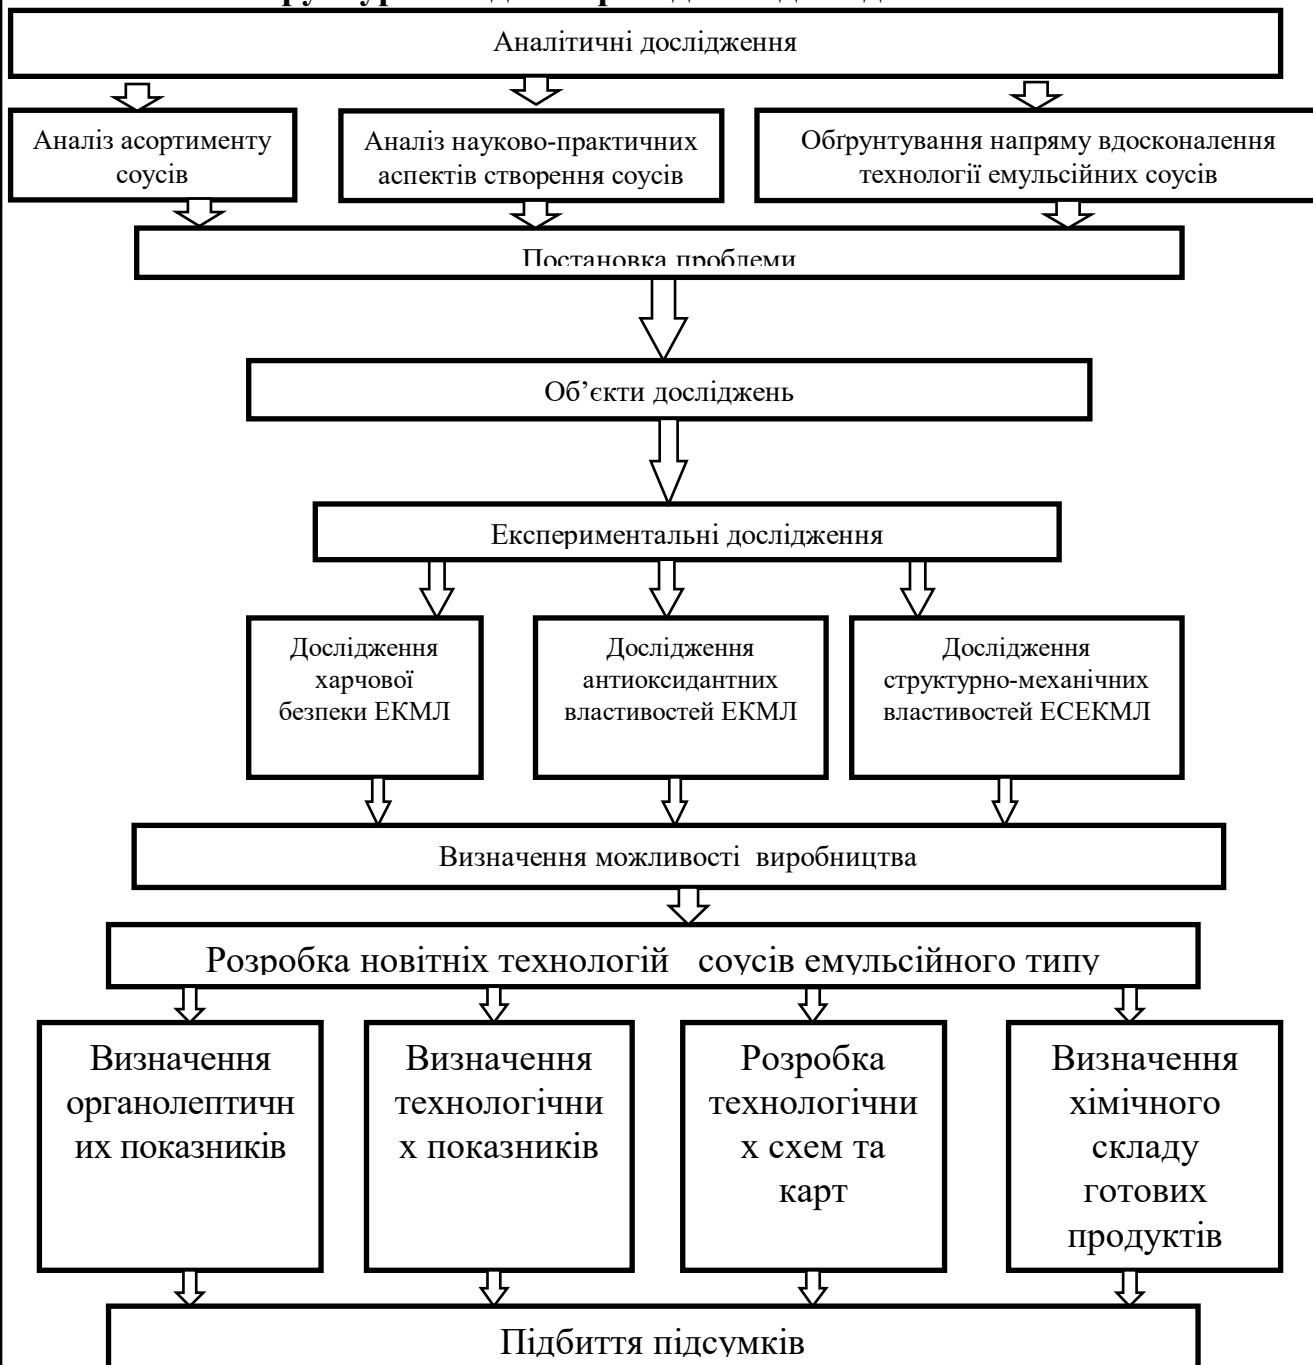 Аналітичні дослідження
Аналіз асортименту
соусів
Аналіз науково-практичних
аспектів створення соусів
Обґрунтування напряму вдосконалення
технології емульсійних соусів
Постановка проблеми
Об’єкти досліджень
Експериментальні дослідження
Дослідження
харчової
безпеки ЕКМЛ
Дослідження
антиоксидантних
властивостей ЕКМЛ
Дослідження
структурно-механічних
властивостей ЕСЕКМЛ
Визначення можливості виробництва
Розробка новітніх технологій соусів емульсійного типу
Визначення
органолептичн
их показників
Визначення
технологічни
х показників
Розробка
технологічни
х схем та
карт
Визначення
хімічного
складу
готових
продуктів
Підбиття підсумків